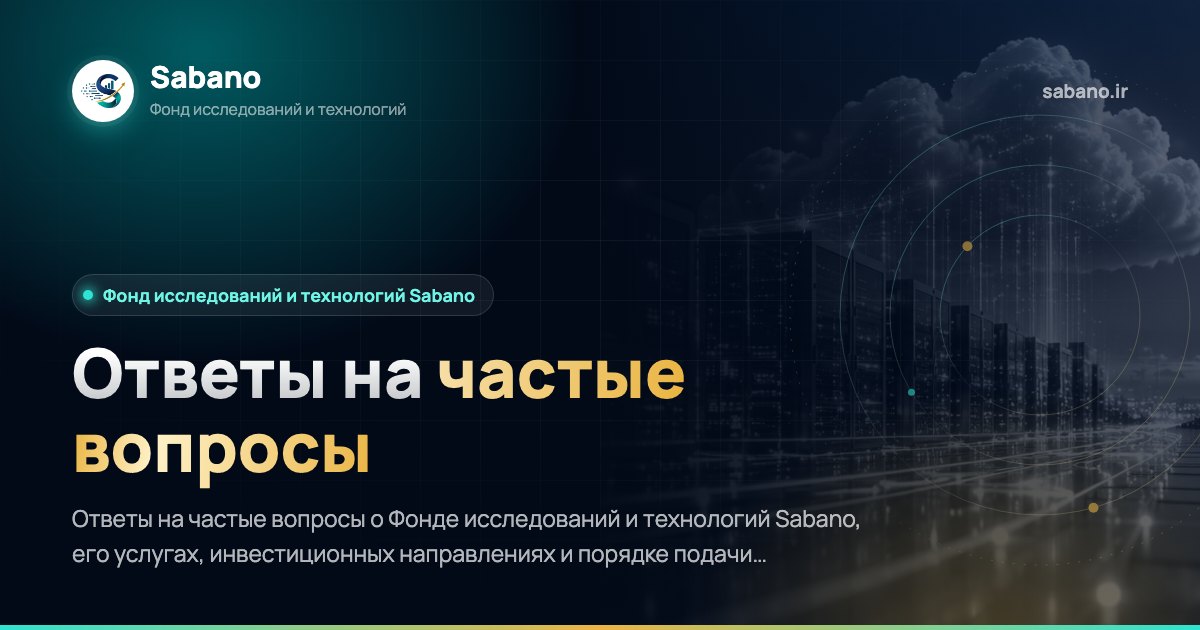 Sabano
Фонд исследований и технологий
sabano.ir
Фонд исследований и технологий Sabano
Ответы на частые
вопросы
Ответы на частые вопросы о Фонде исследований и технологий Sabano,
его услугах, инвестиционных направлениях и порядке подачи...